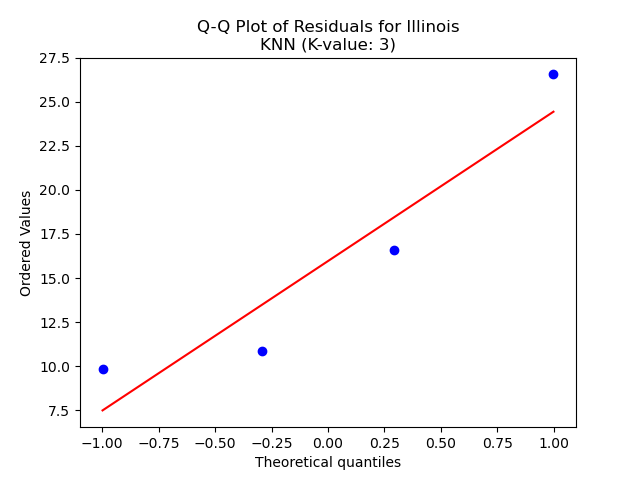 Q-Q Plot of Residuals for Illinois
KNN (K-value: 3)
27.5
25.0
22.5
20.0
17.5
15.0
12.5
10.0
7.5
Ordered Values
−1.00 −0.75 −0.50 −0.25 0.00 0.25 0.50 0.75 1.00
Theoretical quantiles